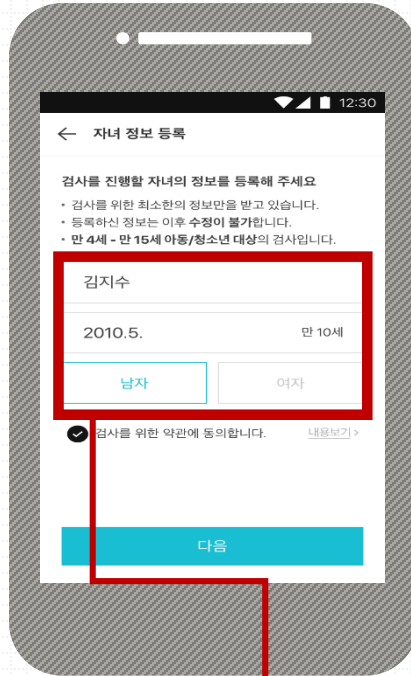 12:30
← 자녀 정보 등록
검사를 진행할 자녀의 정보를 등록해 주세요
• 검사를 위한 최소한의 정보만을 받고 있습니다.
• 등록하신 정보는 이후 수정이 불가합니다.
• 만 4세 - 만 15세 아동/청소년 대상의 검사입니다.
김지수
2010.5. 만 10세
남자 여자
검사를 위한 약관에 동의합니다. 내용보기 >
다음